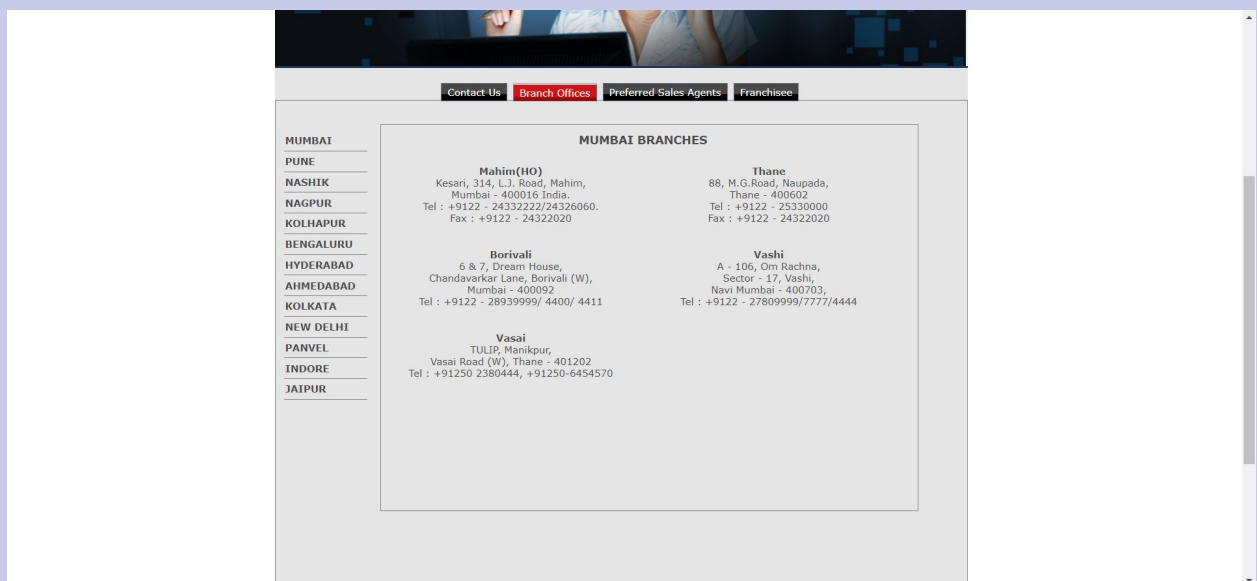 Contact Us
Branch Offices
Preferred Sales Agents
Franchisee
MUMBAI
PUNE
NASHIK
NAGPUR
KOLHAPUR
BENGALURU
HYDERABAD
AHMEDABAD
KOLKATA
NEW DELHI
PANVEL
INDORE
JAIPUR
MUMBAI BRANCHES
Mahim(HO)
Kesari, 314, L.J. Road, Mahim,
Mumbai - 400016 India.
Tel : +9122 - 24332222/24326060.
Fax : +9122 - 24322020
Thane
88, M.G.Road, Naupada,
Thane - 400602
Tel : +9122 - 25330000
Fax : +9122 - 24322020
Borivali
6 & 7, Dream House,
Chandavarkar Lane, Borivali (W),
Mumbai - 400092
Tel : +9122 - 28939999/ 4400/ 4411
Vashi
A - 106, Om Rachna,
Sector - 17, Vashi,
Navi Mumbai - 400703,
Tel : +9122 - 27809999/7777/4444
Vasai
TULIP, Manikpur,
Vasai Road (W), Thane - 401202
Tel : +91250 2380444, +91250-6454570